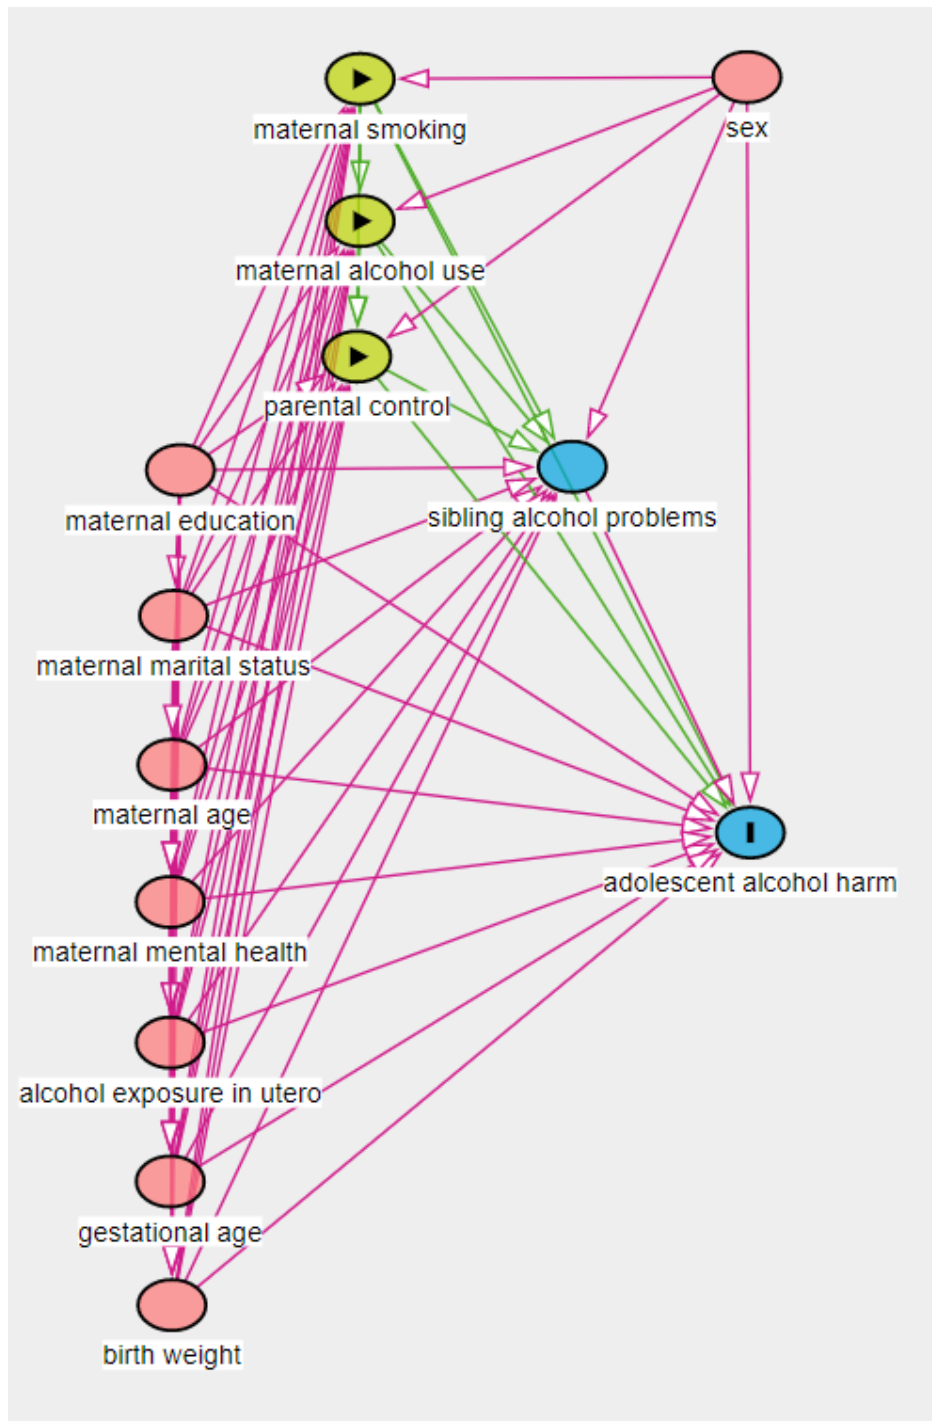 maternal smoking
sex
maternal alcohol use
parental control
maternal education
sibling alcohol problems
maternal marital status
maternal age
adolescent alcohol harm
maternal mental health
alcohol exposure in utero
gestational age
birth weight